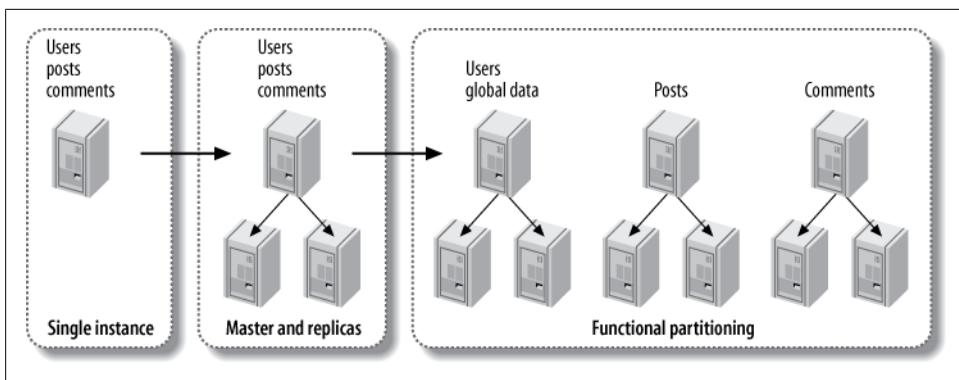 Users
posts
comments
Single instance
Users
posts
comments
Master and replicas
Users
global data
Posts
Comments
Functional partitioning